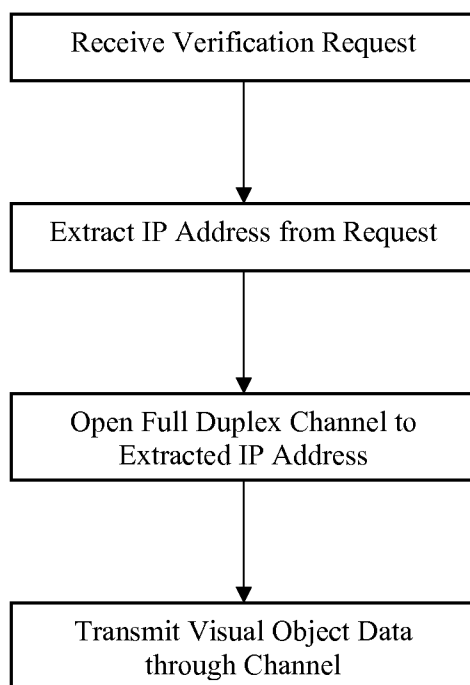 Receive Verification Request
Extract IP Address from Request
Open Full Duplex Channel to
Extracted IP Address
Transmit Visual Object Data
through Channel